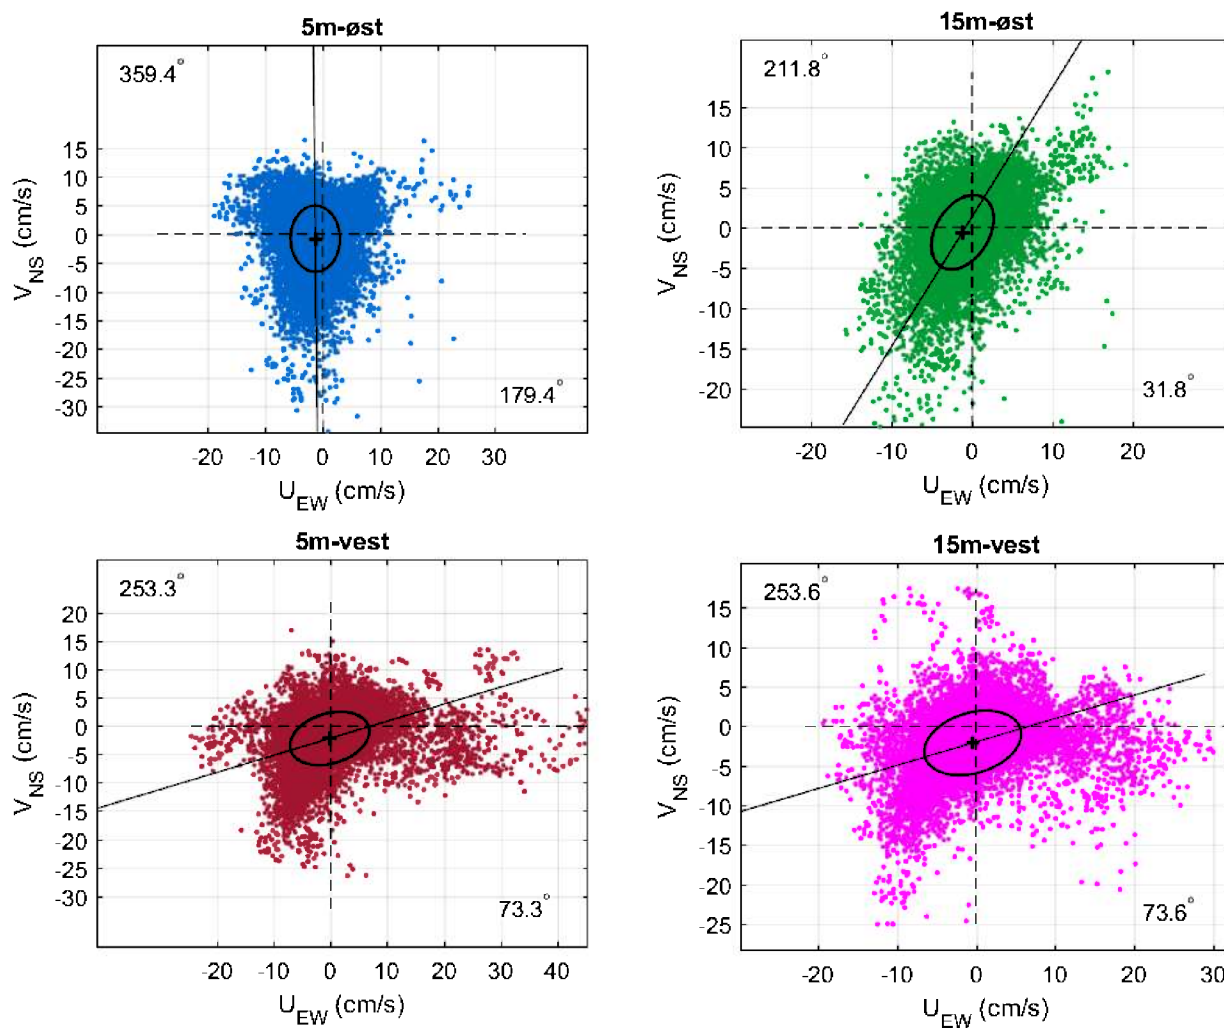 5m-øst
359.4°
15
10
5
0
-5
-10
-15
-20
-25
-30
V_NS (cm/s)
179.4°
-20 -10 0 10 20 30
U_EW (cm/s)
15m-øst
211.8°
15
10
5
0
-5
-10
-15
-20
V_NS (cm/s)
31.8°
-20 -10 0 10 20
U_EW (cm/s)
5m-vest
253.3°
20
15
10
5
0
-5
-10
-15
-20
-25
-30
V_NS (cm/s)
73.3°
-20 -10 0 10 20 30 40
U_EW (cm/s)
15m-vest
253.6°
15
10
5
0
-5
-10
-15
-20
-25
V_NS (cm/s)
73.6°
-30 -20 -10 0 10 20 30
U_EW (cm/s)